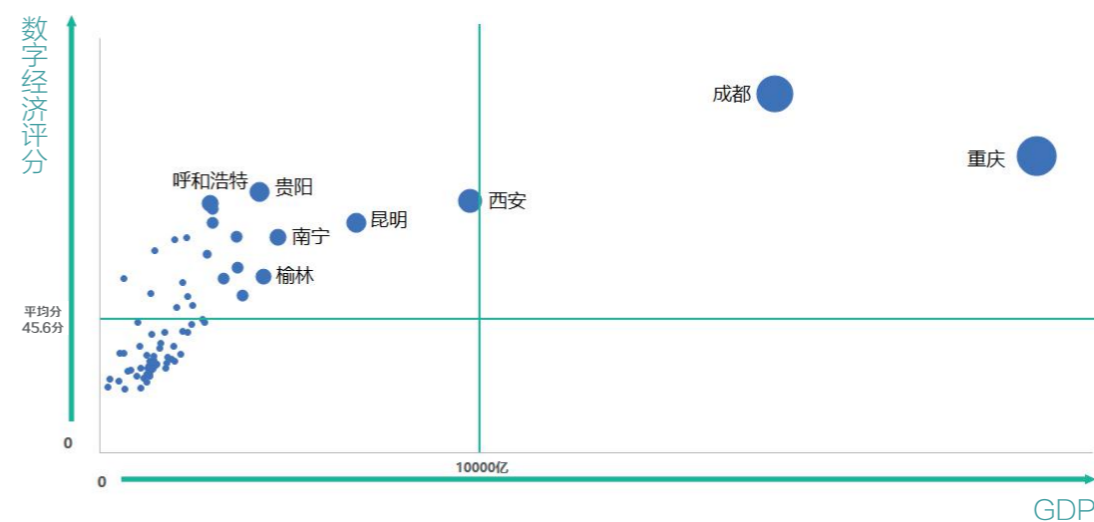 数字经济评分
成都
重庆
呼和浩特
贵阳
西安
昆明
南宁
榆林
平均分
45.6分
0
10000亿
0
GDP